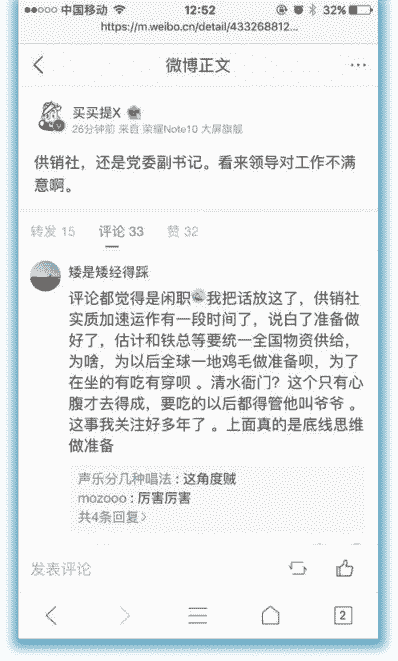 中国移动 12:52 32%
https://m.weibo.cn/detail/433268812...
微博正文
买买提X
26分钟前 来自 荣耀Note10 大屏旗舰
供销社，还是党委副书记。看来领导对工作不满
意啊。
转发 15 评论 33 赞 32
矮是矮经得踩
评论都觉得是闲职我把话放这了，供销社
实质加速运作有一段时间了，说白了准备做
好了，估计和铁总等要统一全国物资供给，
为啥，为以后全球一地鸡毛做准备呗，为了
在坐的有吃有穿呗 。清水衙门？这个只有心
腹才去得成，要吃的以后都得管他叫爷爷 。
这事我关注好多年了 。上面真的是底线思维
做准备
声乐分几种唱法 : 这角度贼
mozooo : 厉害厉害
共4条回复>
发表评论
2